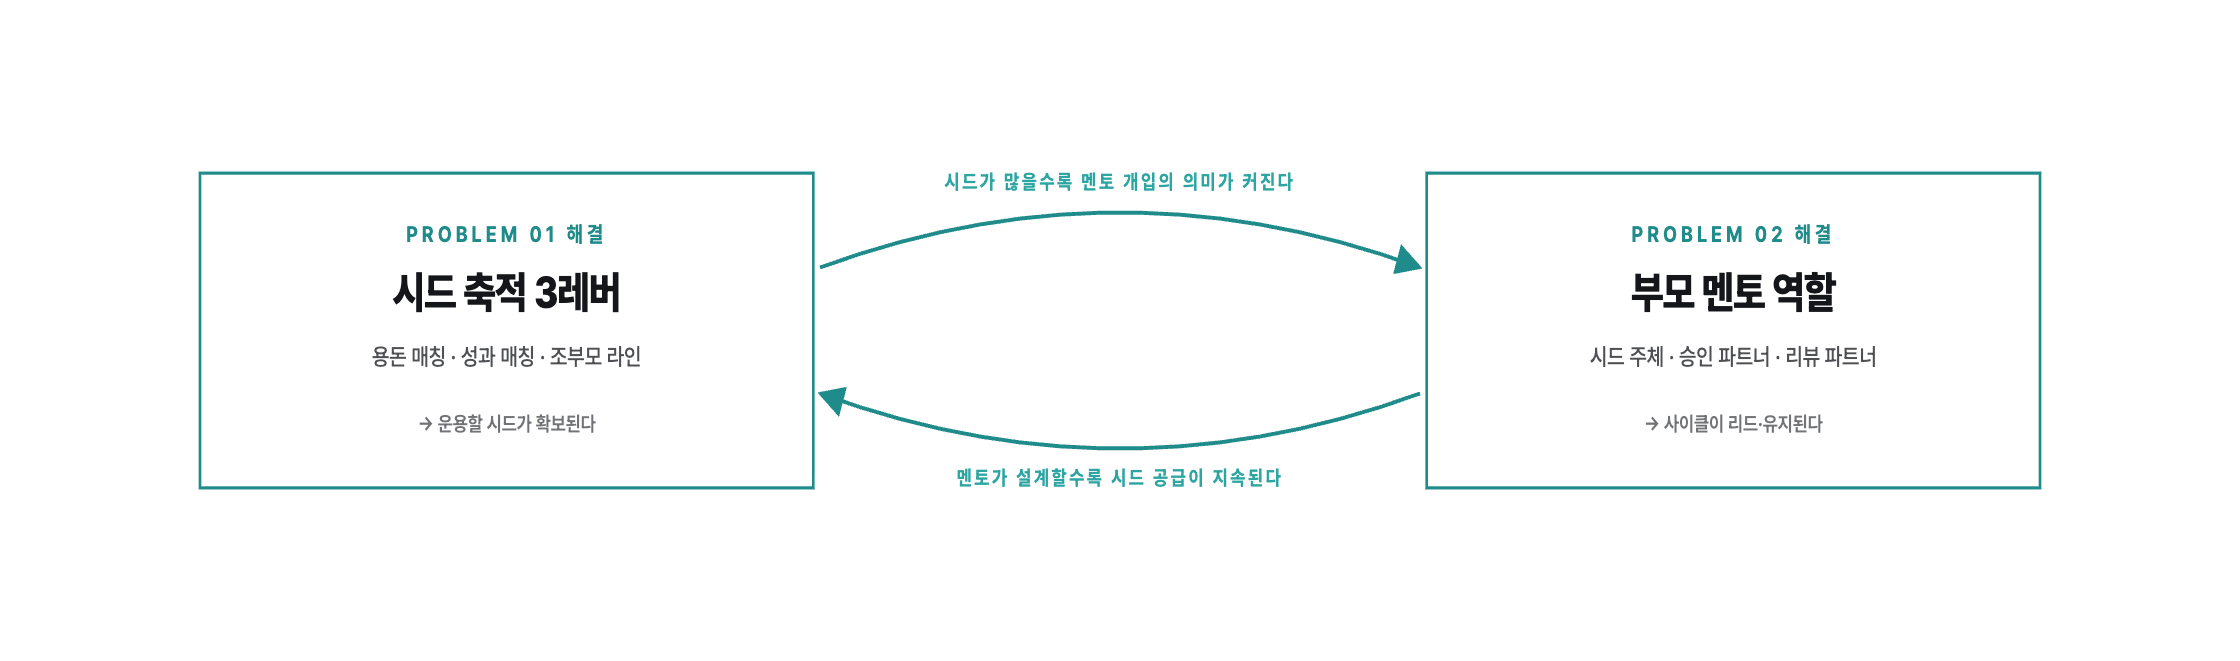 PROBLEM 01 해결
시드 축적 3레버
용돈 매칭 · 성과 매칭 · 조부모 라인
→ 운용할 시드가 확보된다
시드가 많을수록 멘토 개입의 의미가 커진다
멘토가 설계할수록 시드 공급이 지속된다
PROBLEM 02 해결
부모 멘토 역할
시드 주체 · 승인 파트너 · 리뷰 파트너
→ 사이클이 리드·유지된다